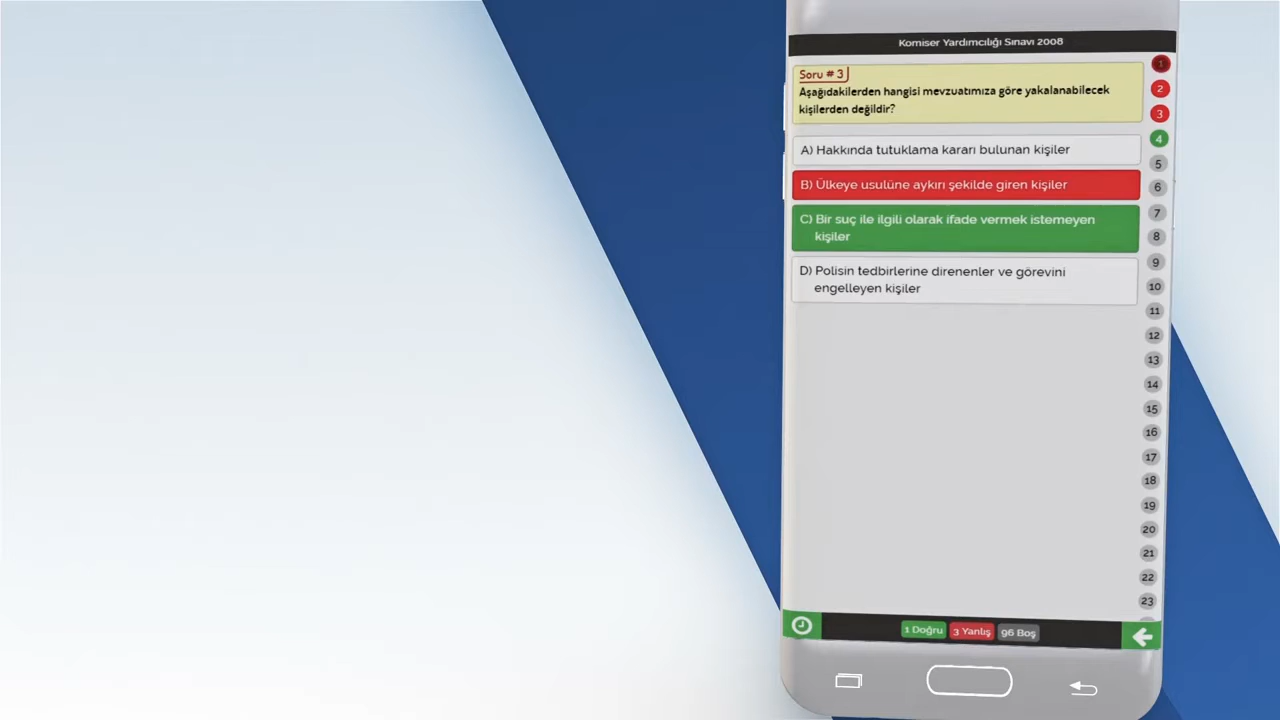 Komiser Yardımcılığı Sınavı 2008
Soru # 3
Aşağıdakilerden hangisi mevzuatımıza göre yakalanabilecek
kişilerden değildir?
A) Hakkında tutuklama kararı bulunan kişiler
B) Ülkeye usulüne aykırı şekilde giren kişiler
C) Bir suç ile ilgili olarak ifade vermek istemeyen
kişiler
D) Polisin tedbirlerine direnenler ve görevini
engelleyen kişiler
1
2
3
4
5
6
7
8
9
10
11
12
13
14
15
16
17
18
19
20
21
22
23
1 Doğru 3 Yanlış 96 Boş